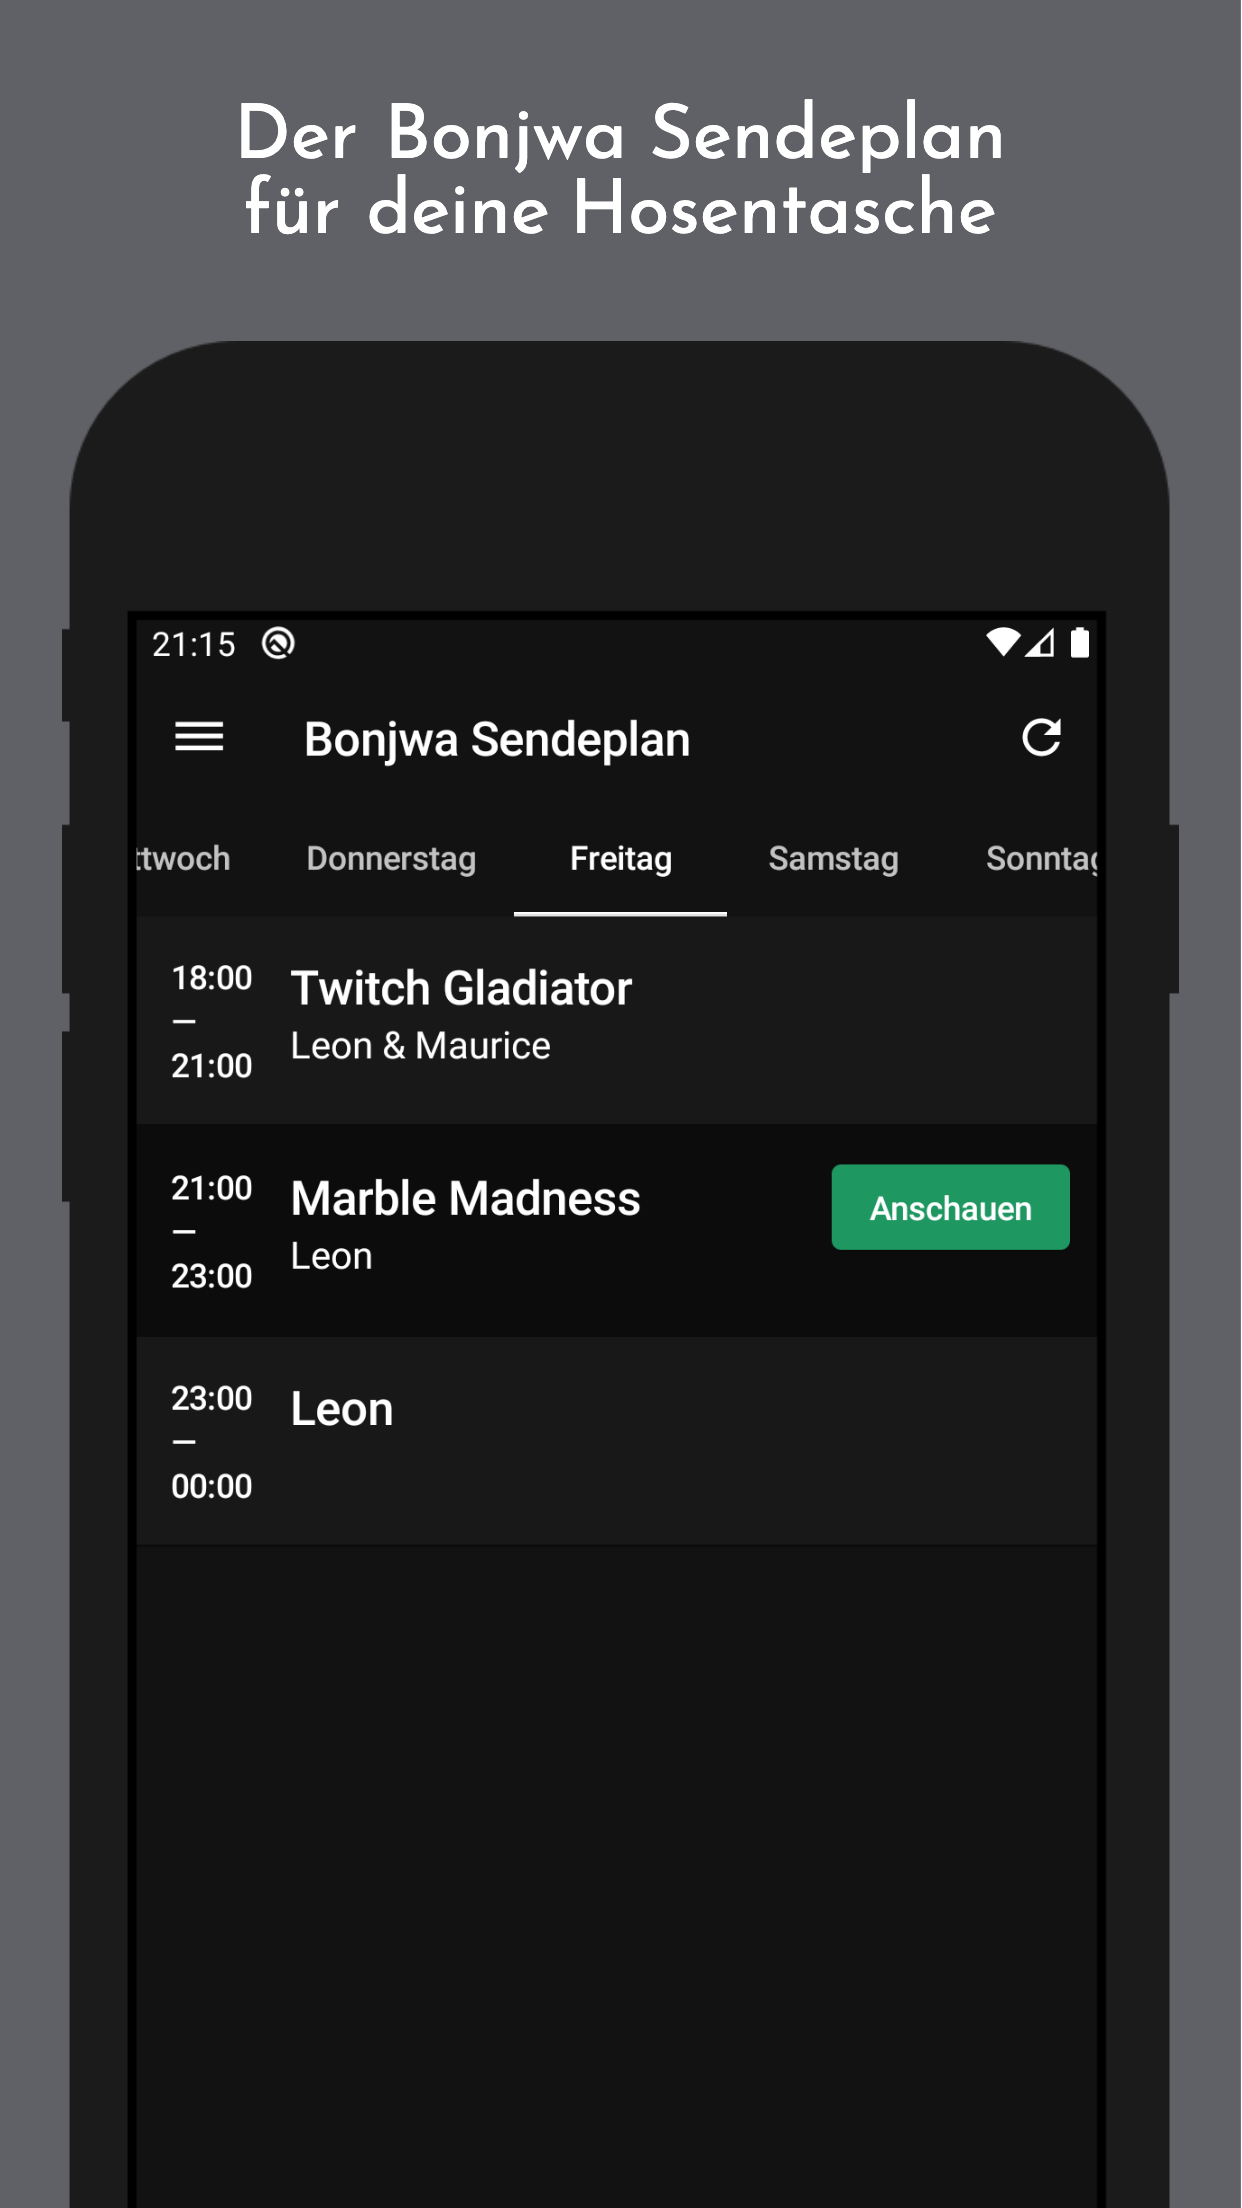 Der Bonjwa Sendeplan
für deine Hosentasche
21:15
Bonjwa Sendeplan
ttwoch Donnerstag Freitag Samstag Sonntag
18:00
–
21:00
Twitch Gladiator
Leon & Maurice
21:00
–
23:00
Marble Madness
Leon
Anschauen
23:00
–
00:00
Leon